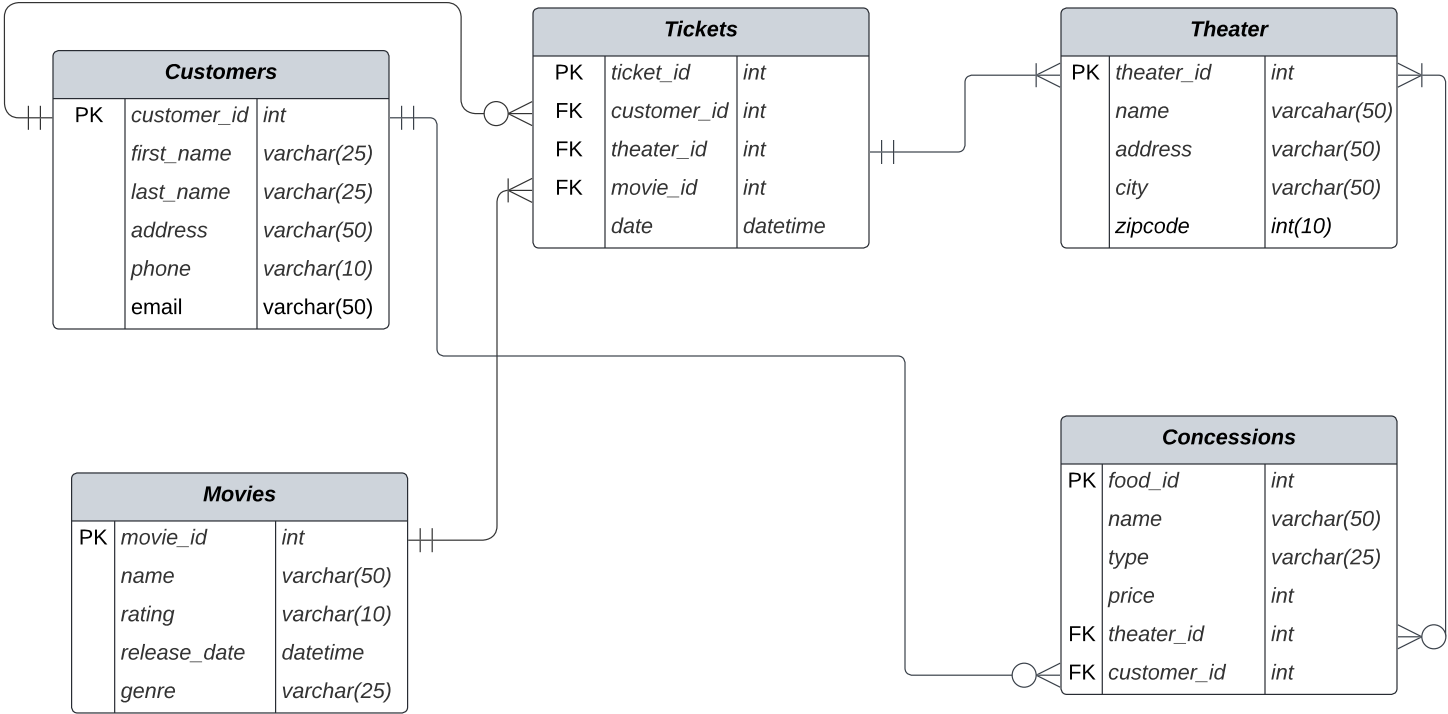 Customers
PK customer_id int
first_name varchar(25)
last_name varchar(25)
address varchar(50)
phone varchar(10)
email varchar(50)
Tickets
PK ticket_id int
FK customer_id int
FK theater_id int
FK movie_id int
date datetime
Theater
PK theater_id int
name varcahar(50)
address varchar(50)
city varchar(50)
zipcode int(10)
Movies
PK movie_id int
name varchar(50)
rating varchar(10)
release_date datetime
genre varchar(25)
Concessions
PK food_id int
name varchar(50)
type varchar(25)
price int
FK theater_id int
FK customer_id int